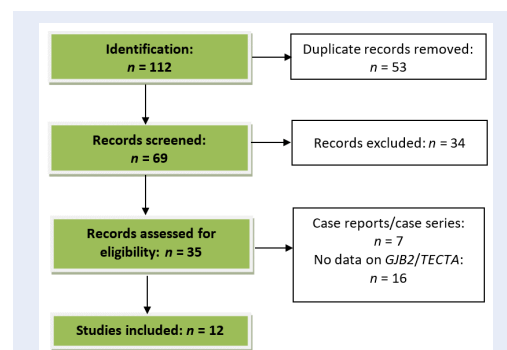 Identification:
n = 112
Duplicate records removed:
n = 53
Records screened:
n = 69
Records excluded: n = 34
Records assessed for
eligibility: n = 35
Case reports/case series:
n = 7
No data on GJB2/TECTA:
n = 16
Studies included: n = 12